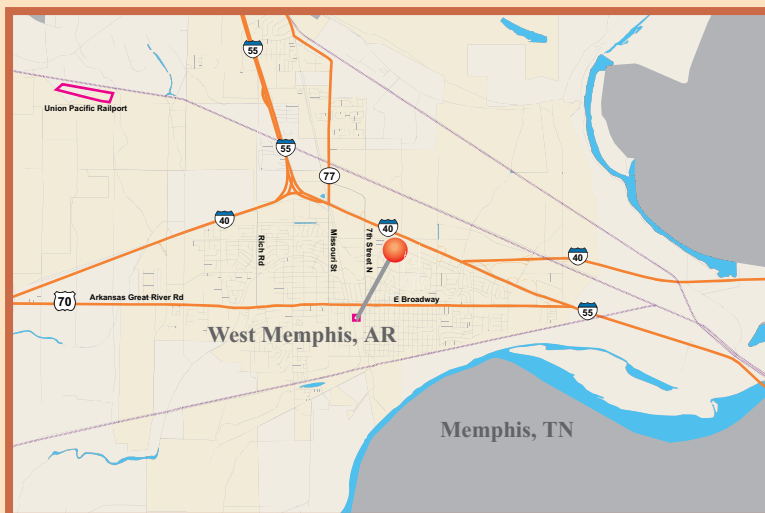 55
Union Pacific Railport
55
77
40
40
Rich Rd
Missouri St
7th Street N
40
70
Arkansas Great River Rd
E Broadway
55
West Memphis, AR
Memphis, TN